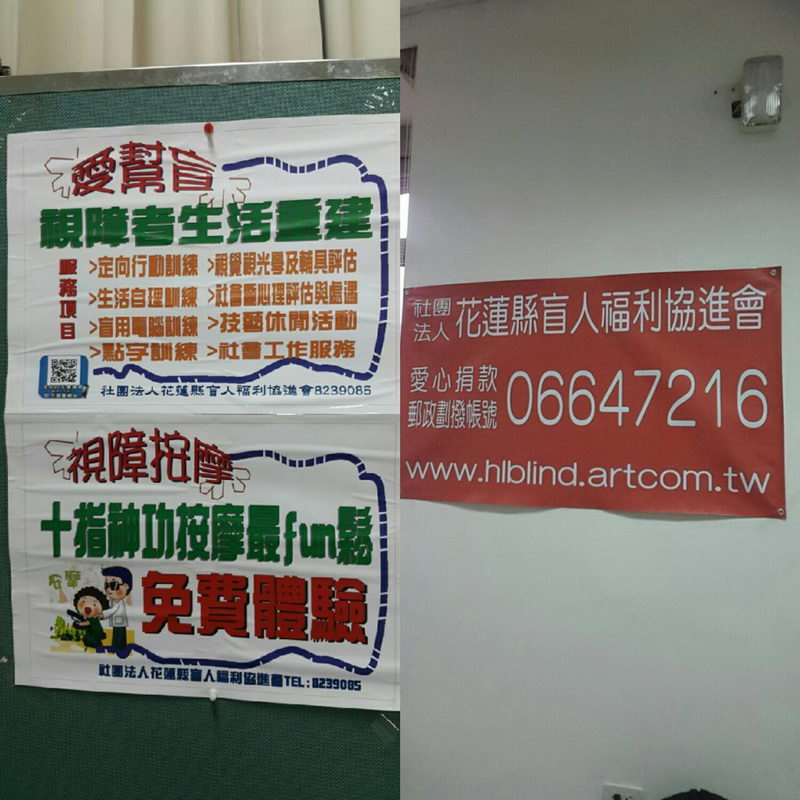 愛幫盲
視障者生活重建
服務項目
>定向行動訓練 >視覺視光學及輔具評估
>生活自理訓練 >社會暨心理評估與處遇
>盲用電腦訓練 >技藝休閒活動
>點字訓練 >社會工作服務
社團法人花蓮縣盲人福利協進會8239085
視障按摩
十指神功按摩最fun鬆
按摩
免費體驗
社團法人花蓮縣盲人福利協進會TEL:8239085
社團法人 花蓮縣盲人福利協進會
愛心捐款
郵政劃撥帳號 06647216
www.hlblind.artcom.tw